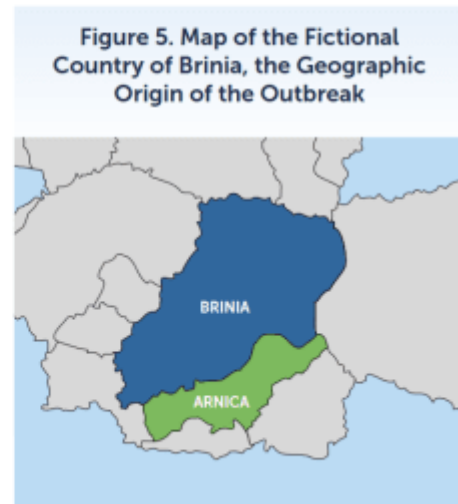 Figure 5. Map of the Fictional
Country of Brinia, the Geographic
Origin of the Outbreak
BRINIA
ARNICA